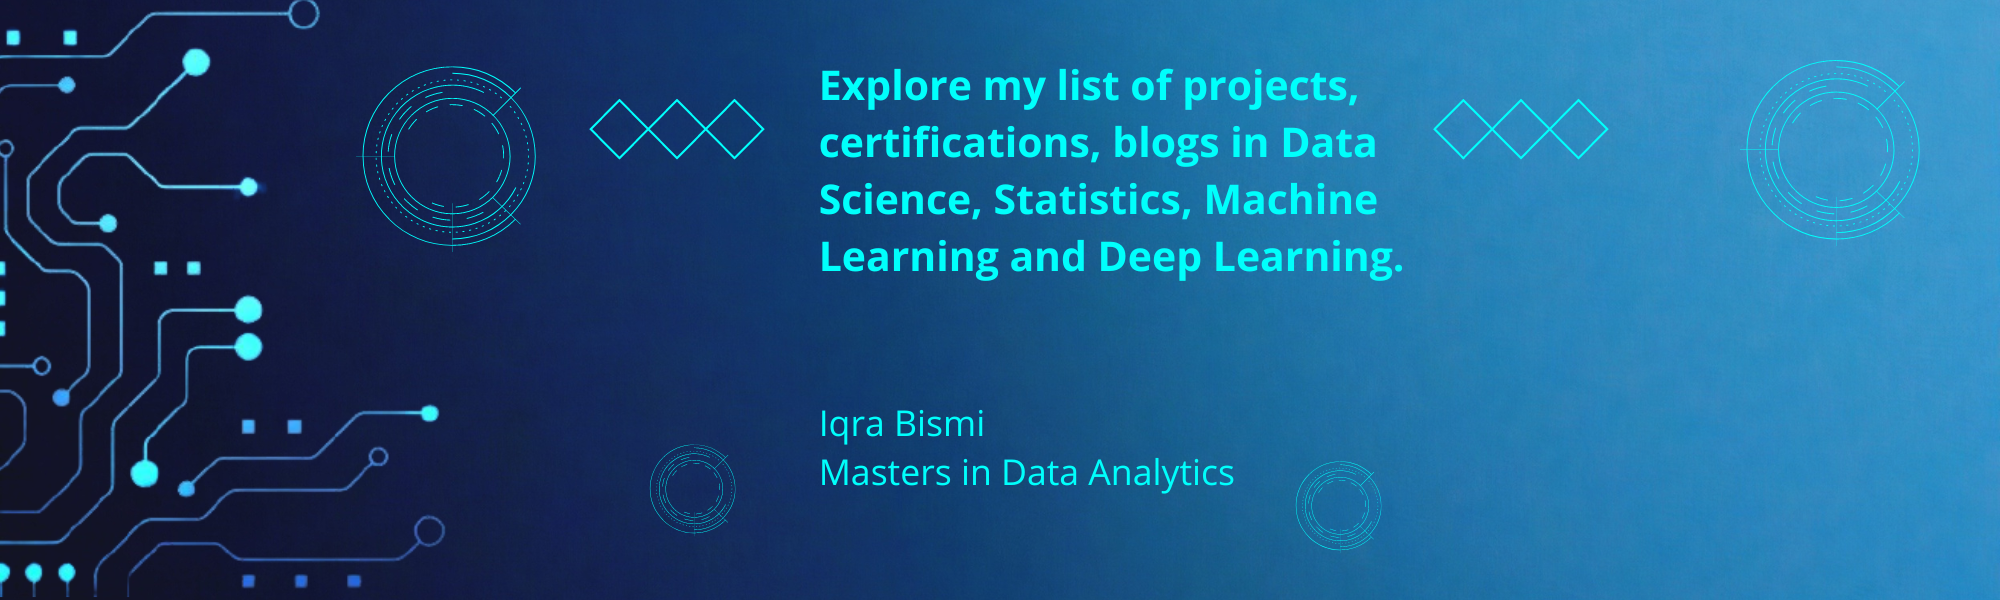 Explore my list of projects,
certifications, blogs in Data
Science, Statistics, Machine
Learning and Deep Learning.
Iqra Bismi
Masters in Data Analytics